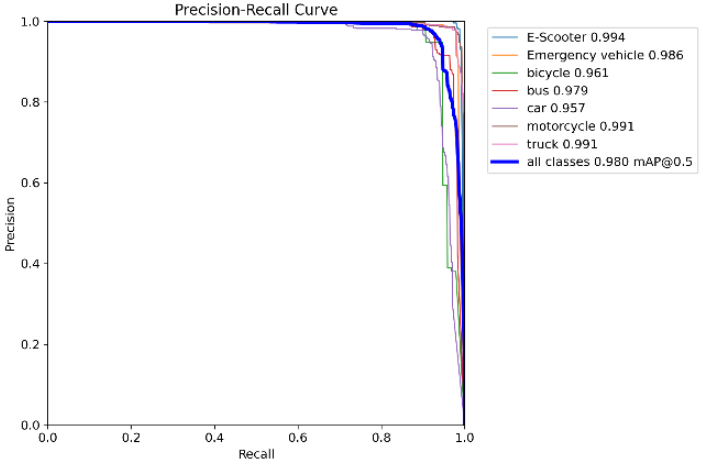 Precision-Recall Curve
1.0
0.8
0.6
0.4
0.2
0.0
Precision
0.0 0.2 0.4 0.6 0.8 1.0
Recall
E-Scooter 0.994
Emergency vehicle 0.986
bicycle 0.961
bus 0.979
car 0.957
motorcycle 0.991
truck 0.991
all classes 0.980 mAP@0.5